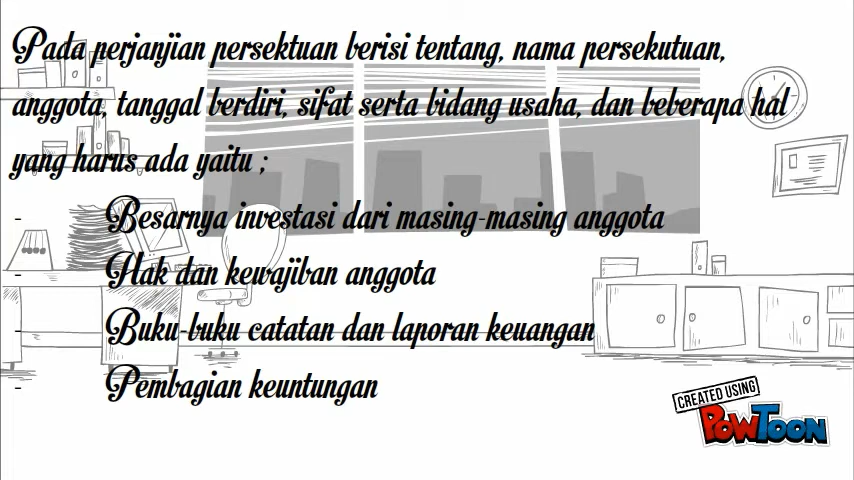 Pada perjanjian persektuan berisi tentang, nama persekutuan,
anggota, tanggal berdiri, sifat serta bidang usaha, dan beberapa hal
yang harus ada yaitu ;
- Besarnya investasi dari masing-masing anggota
- Hak dan kewajiban anggota
- Buku-buku catatan dan laporan keuangan
- Pembagian keuntungan
CREATED USING
POWTOON